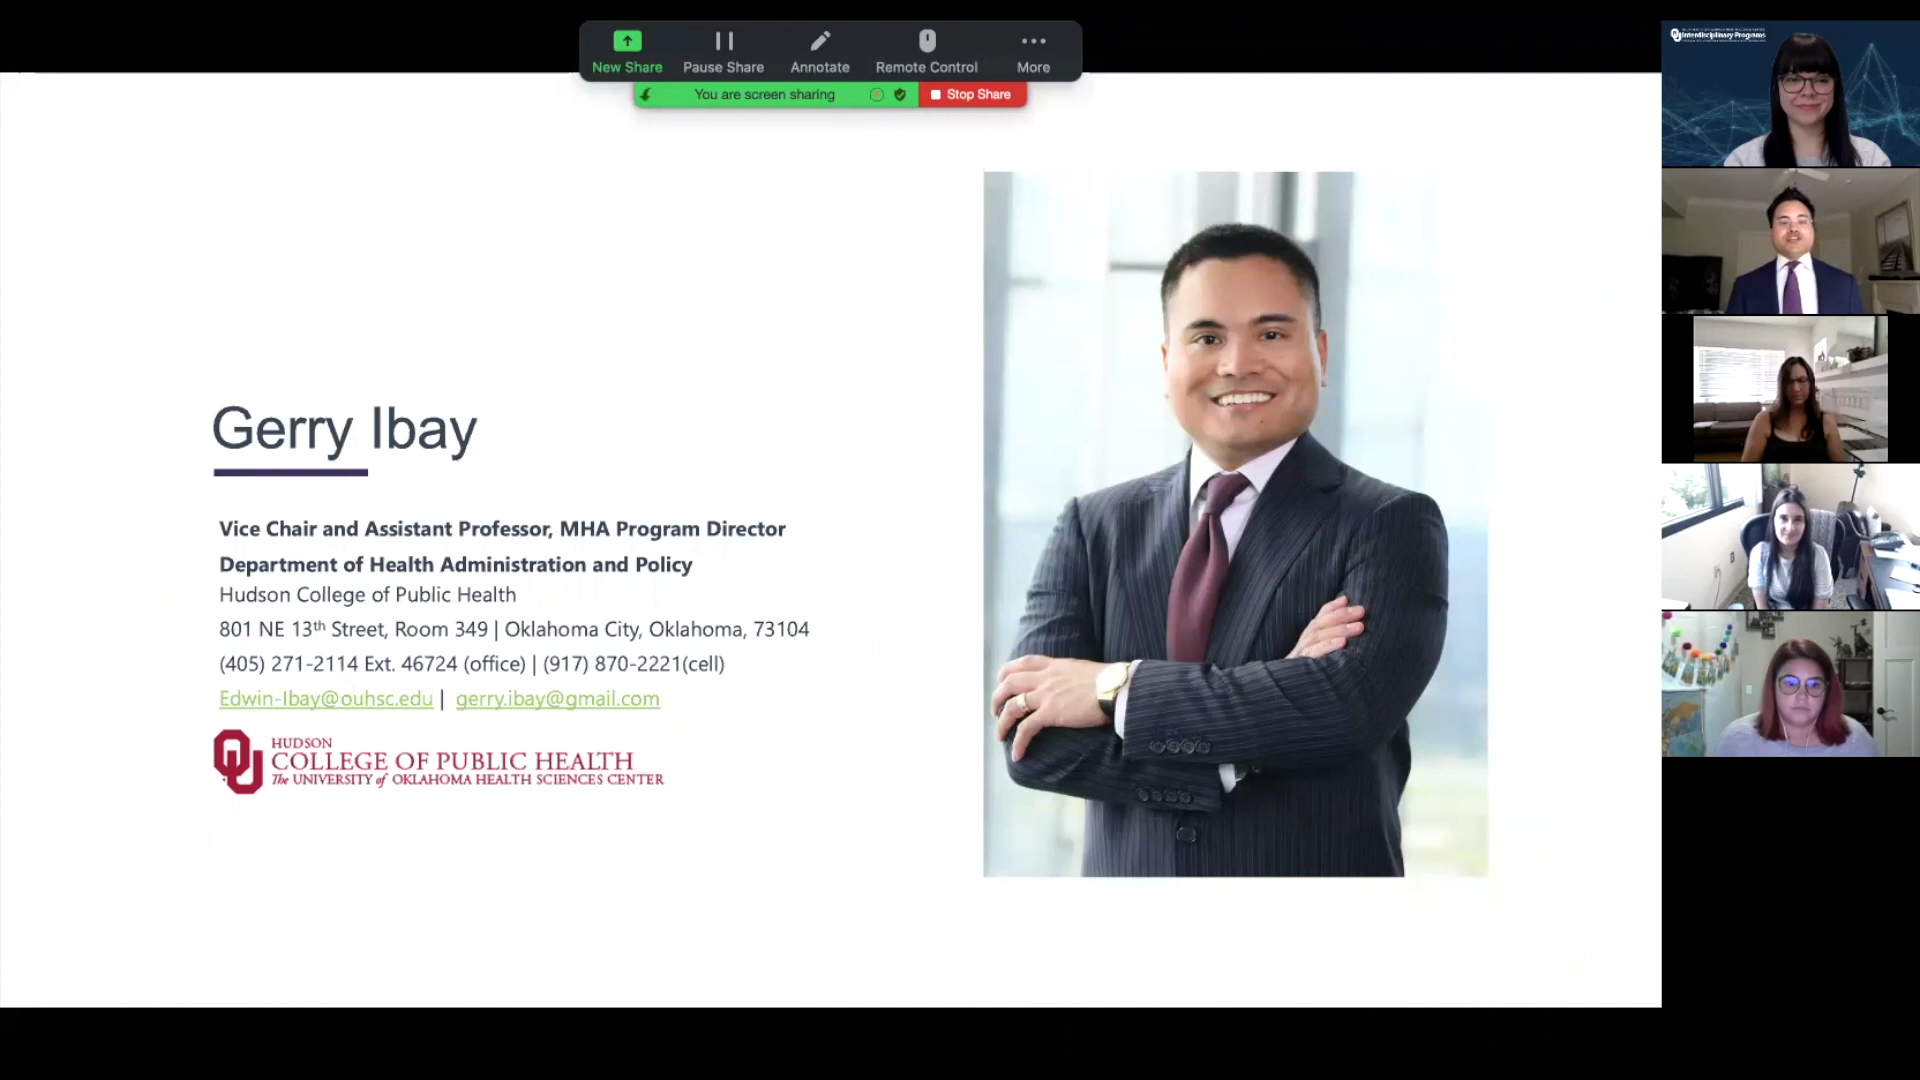 New Share
Pause Share
Annotate
Remote Control
More
You are screen sharing
Stop Share
Interdisciplinary Programs
Gerry Ibay
Vice Chair and Assistant Professor, MHA Program Director
Department of Health Administration and Policy
Hudson College of Public Health
801 NE 13th Street, Room 349 | Oklahoma City, Oklahoma, 73104
(405) 271-2114 Ext. 46724 (office) | (917) 870-2221(cell)
Edwin-Ibay@ouhsc.edu | gerry.ibay@gmail.com
HUDSON
COLLEGE OF PUBLIC HEALTH
The UNIVERSITY of OKLAHOMA HEALTH SCIENCES CENTER